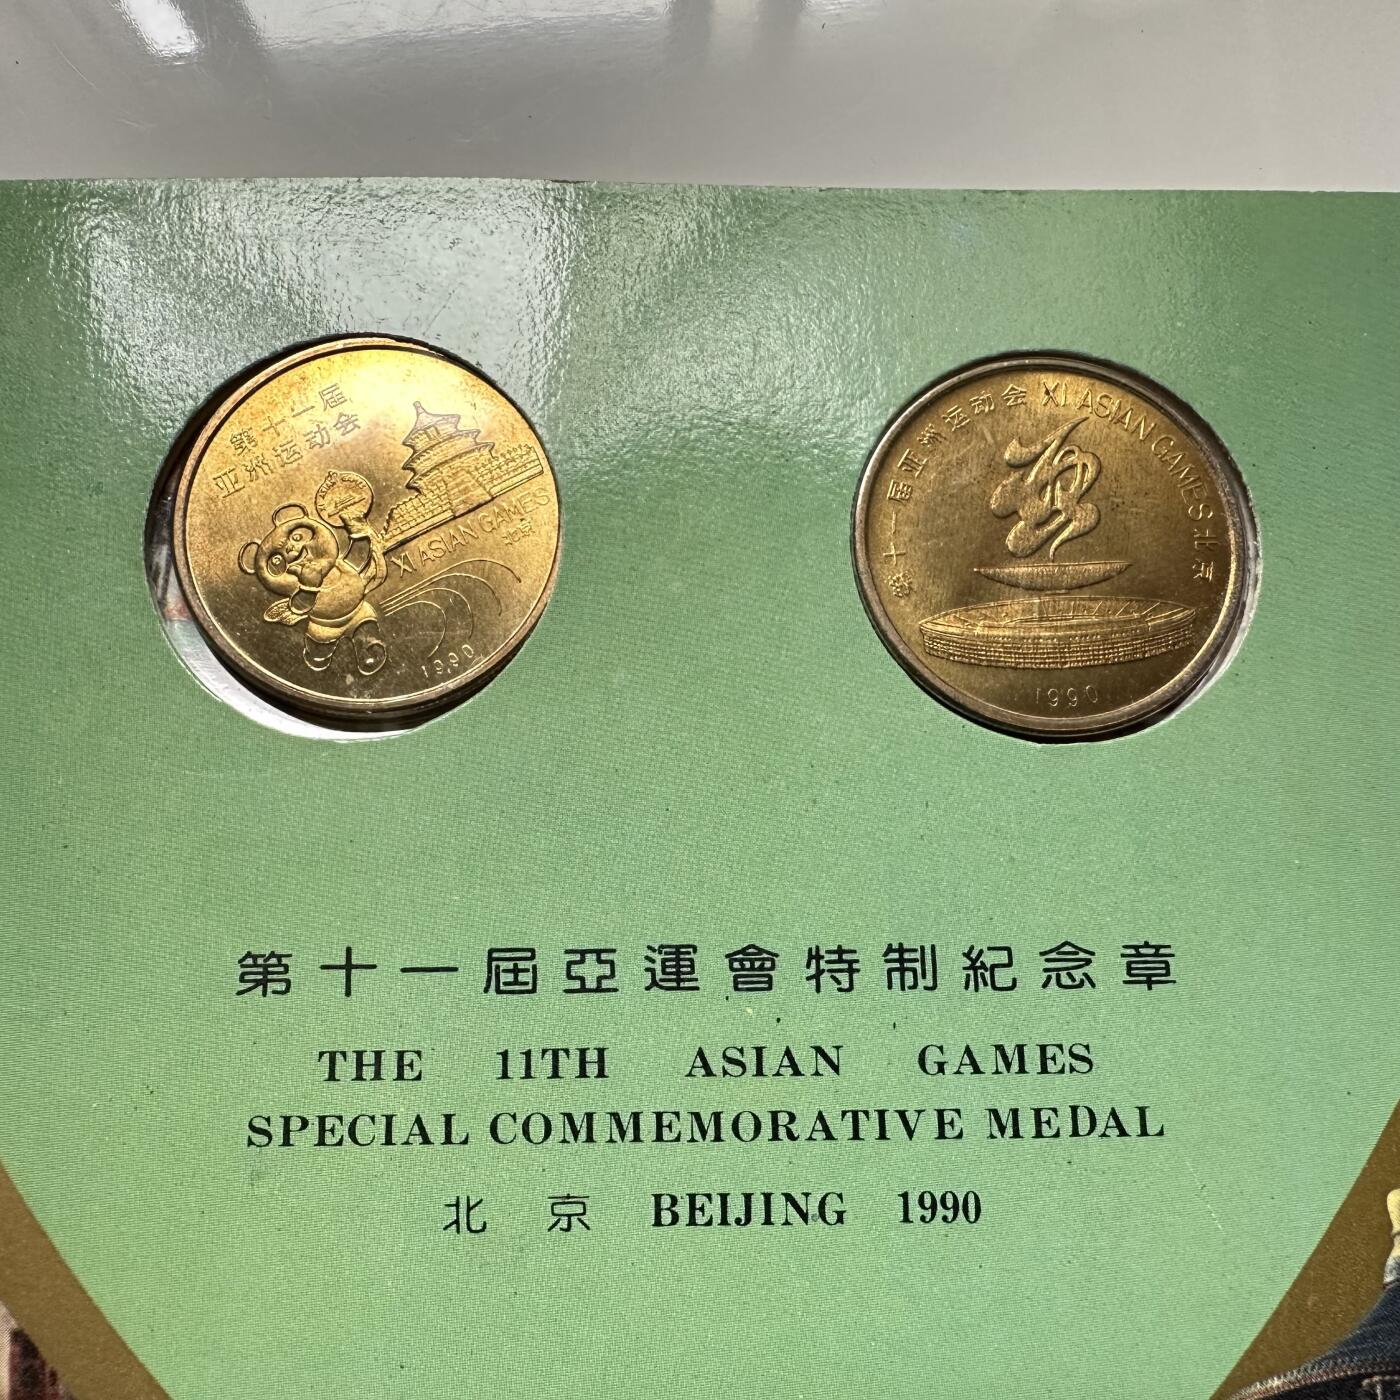 第十一届
亚洲运动会
XI ASIAN GAMES
北京
1990
第十一届亚洲运动会 XI ASIAN GAMES 北京
1990
第十一屆亞運會特制紀念章
THE 11TH ASIAN GAMES
SPECIAL COMMEMORATIVE MEDAL
北京 BEIJING 1990